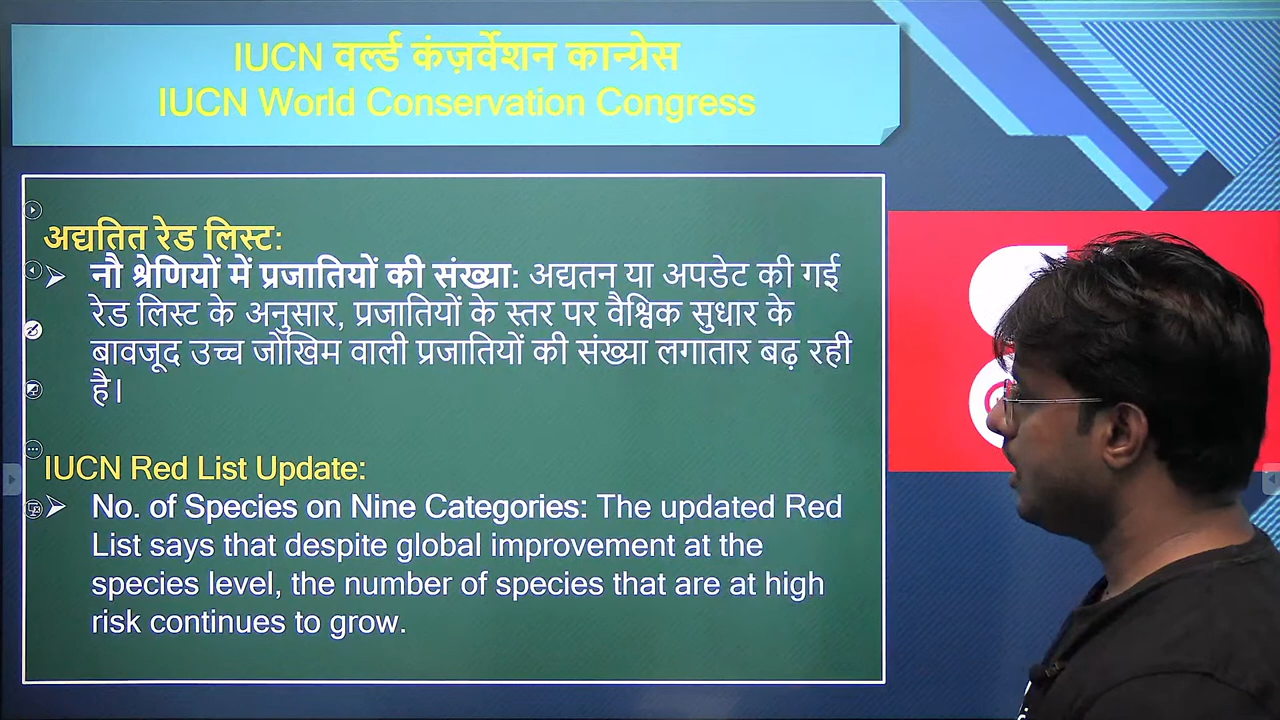 IUCN वर्ल्ड कंज़र्वेशन कान्ग्रेस
IUCN World Conservation Congress
अद्यतित रेड लिस्ट:
➢ नौ श्रेणियों में प्रजातियों की संख्या: अद्यतन या अपडेट की गई
रेड लिस्ट के अनुसार, प्रजातियों के स्तर पर वैश्विक सुधार के
बावजूद उच्च जोखिम वाली प्रजातियों की संख्या लगातार बढ़ रही
है।
IUCN Red List Update:
➢ No. of Species on Nine Categories: The updated Red
List says that despite global improvement at the
species level, the number of species that are at high
risk continues to grow.